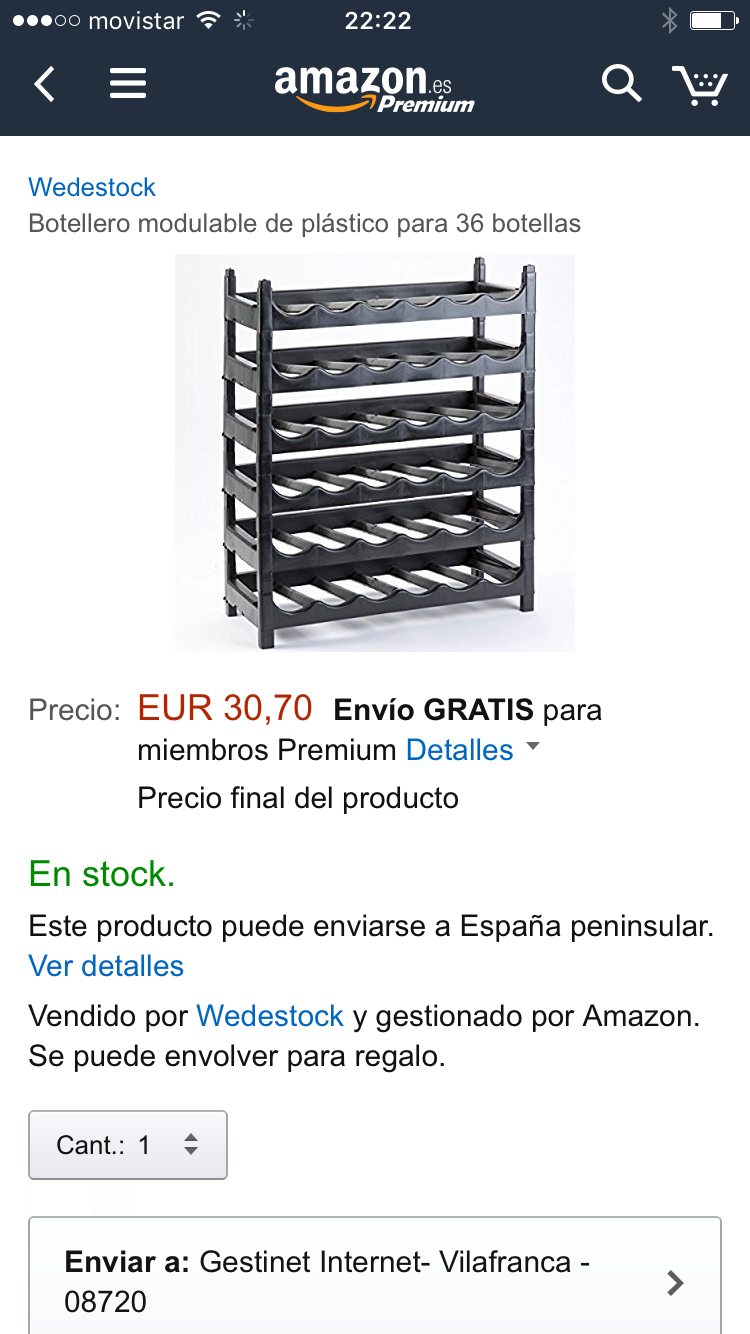 movistar 22:22
amazon.es
Premium
Wedestock
Botellero modulable de plástico para 36 botellas
Precio: EUR 30,70 Envío GRATIS para
miembros Premium Detalles
Precio final del producto
En stock.
Este producto puede enviarse a España peninsular.
Ver detalles
Vendido por Wedestock y gestionado por Amazon.
Se puede envolver para regalo.
Cant.: 1
Enviar a: Gestinet Internet- Vilafranca -
08720